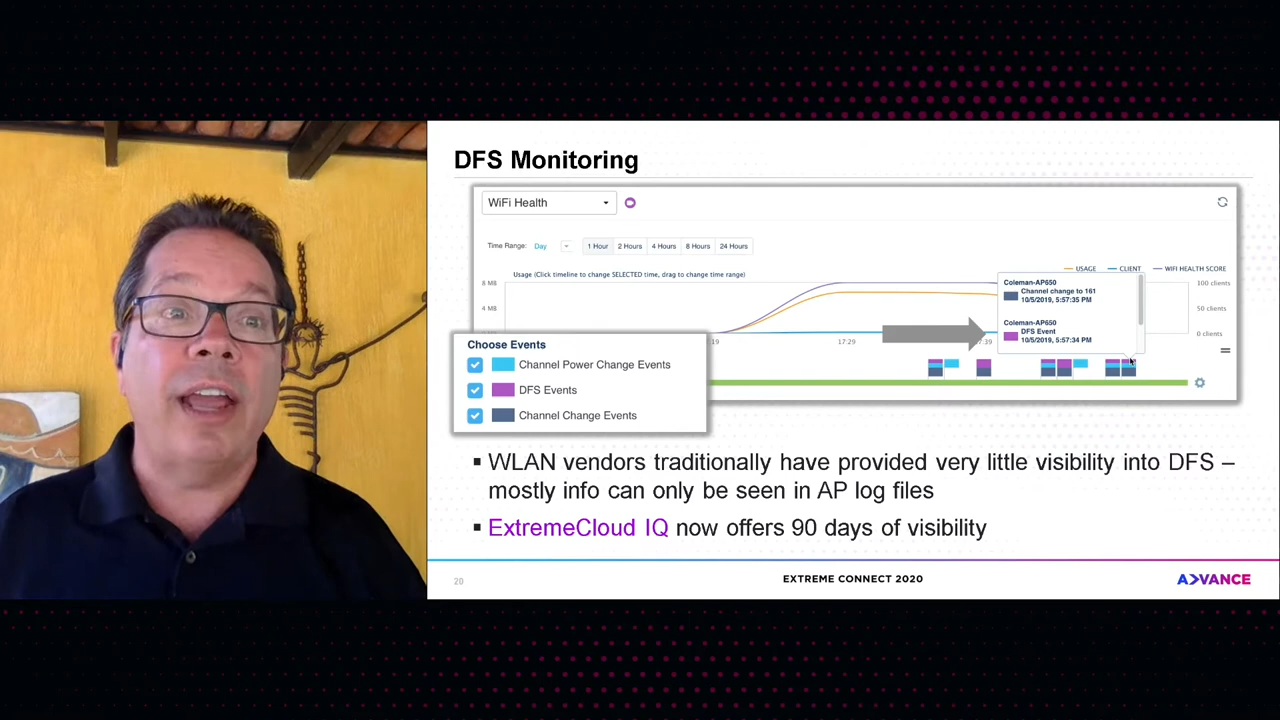 DFS Monitoring
WiFi Health
Time Range: Day 1 Hour 2 Hours 4 Hours 8 Hours 24 Hours
Usage (Click timeline to change SELECTED time, drag to change time range)
USAGE CLIENT WIFI HEALTH SCORE
8 MB
4 MB
100 clients
50 clients
0 clients
Coleman-AP650
Channel change to 161
10/5/2019, 5:57:35 PM
Coleman-AP650
DFS Event
10/5/2019, 5:57:34 PM
:19 17:29 :39
Choose Events
Channel Power Change Events
DFS Events
Channel Change Events
▪ WLAN vendors traditionally have provided very little visibility into DFS –
mostly info can only be seen in AP log files
▪ ExtremeCloud IQ now offers 90 days of visibility
20
EXTREME CONNECT 2020
ADVANCE